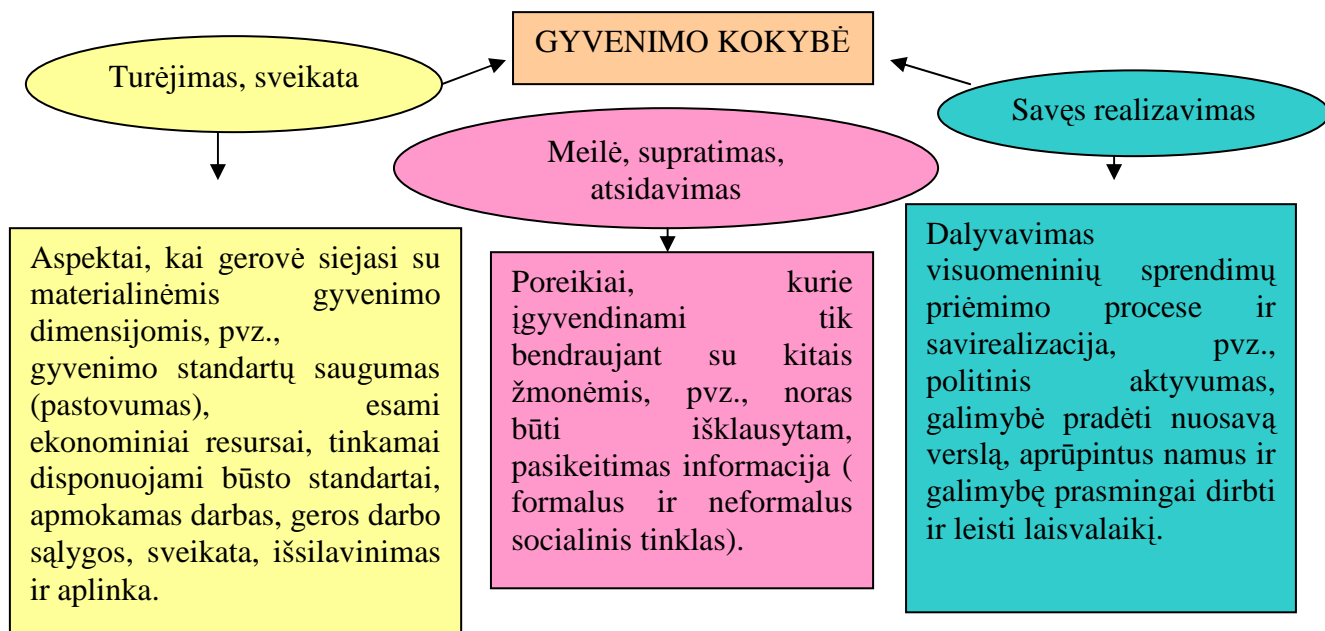 GYVENIMO KOKYBĖ
Turėjimas, sveikata
Savęs realizavimas
Meilė, supratimas,
atsidavimas
Aspektai, kai gerovė siejasi su
materialinėmis gyvenimo
dimensijomis, pvz.,
gyvenimo standartų saugumas
(pastovumas), esami
ekonominiai resursai, tinkamai
disponuojami būsto standartai,
apmokamas darbas, geros darbo
sąlygos, sveikata, išsilavinimas
ir aplinka.
Poreikiai, kurie
įgyvendinami tik
bendraujant su kitais
žmonėmis, pvz., noras
būti išklausytam,
pasikeitimas informacija (
formalus ir neformalus
socialinis tinklas).
Dalyvavimas
visuomeninių sprendimų
priėmimo procese ir
savirealizacija, pvz.,
politinis aktyvumas,
galimybė pradėti nuosavą
verslą, aprūpintus namus ir
galimybę prasmingai dirbti
ir leisti laisvalaikį.